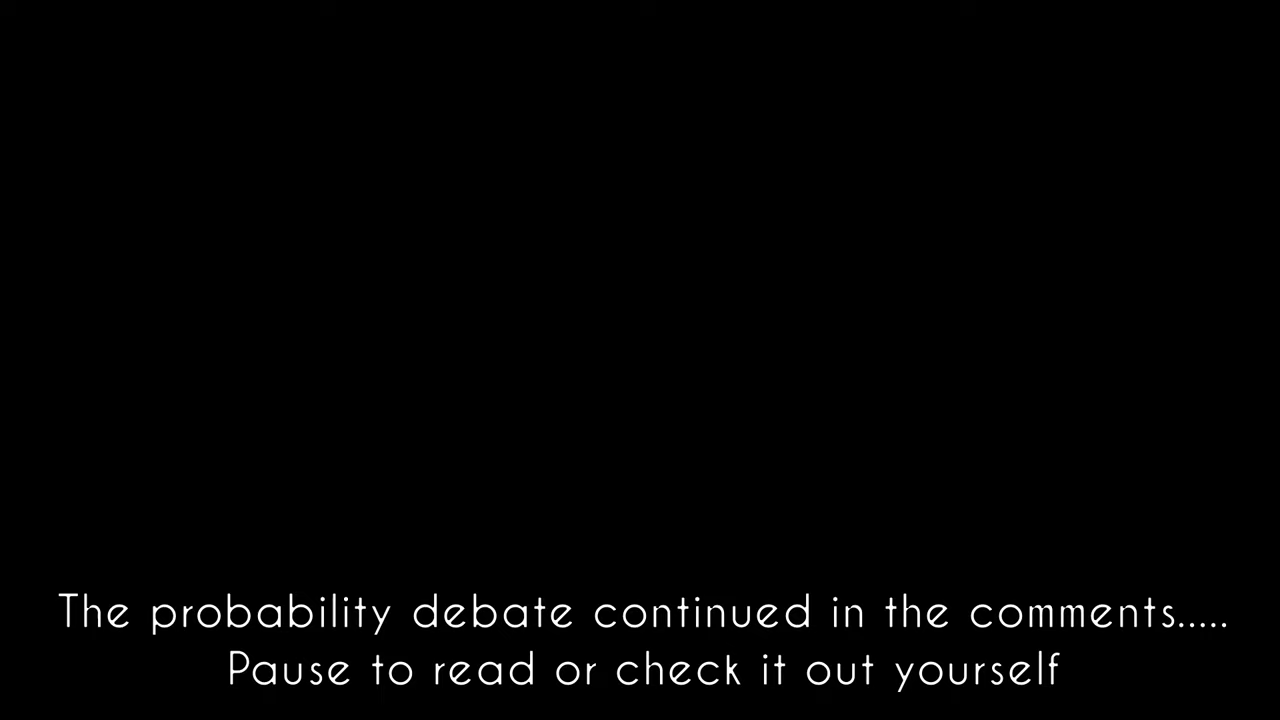 The probability debate continued in the comments.....
Pause to read or check it out yourself